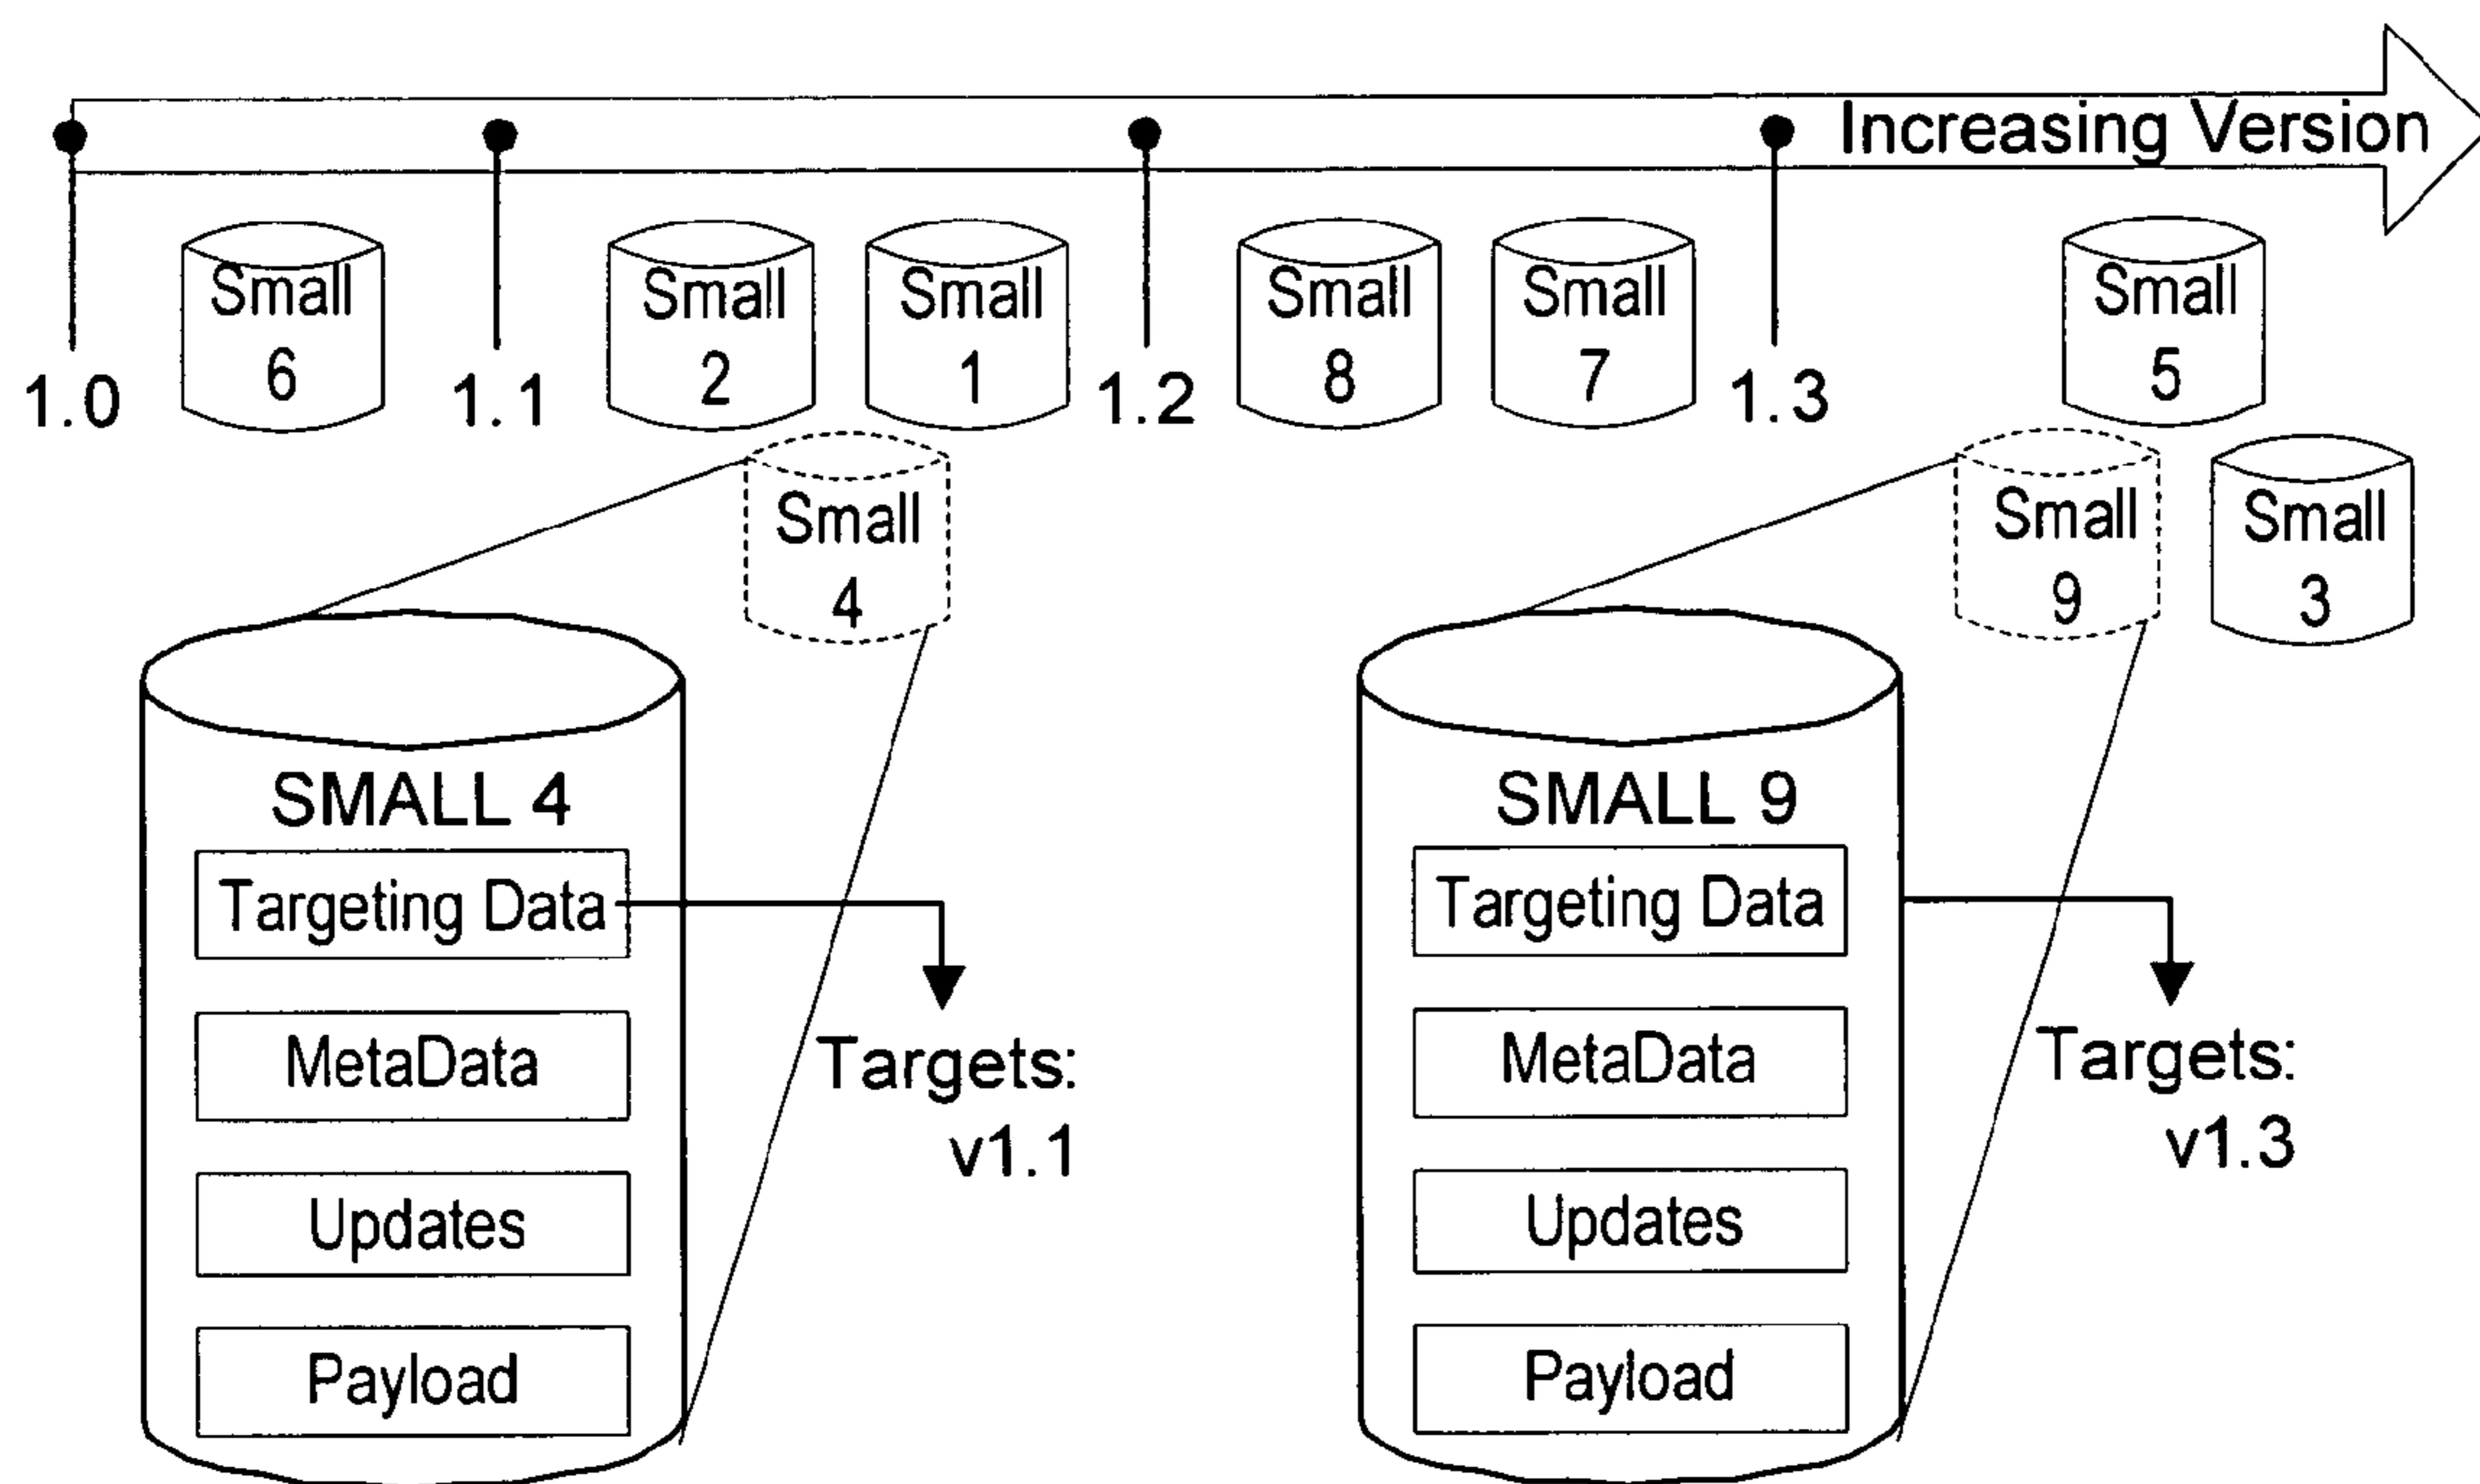 Increasing Version
Small
6
Small
2
Small
1
Small
8
Small
7
Small
5
1.0
1.1
1.2
1.3
Small
4
Small
9
Small
3
SMALL 4
Targeting Data
MetaData
Updates
Payload
Targets:
v1.1
SMALL 9
Targeting Data
MetaData
Updates
Payload
Targets:
v1.3